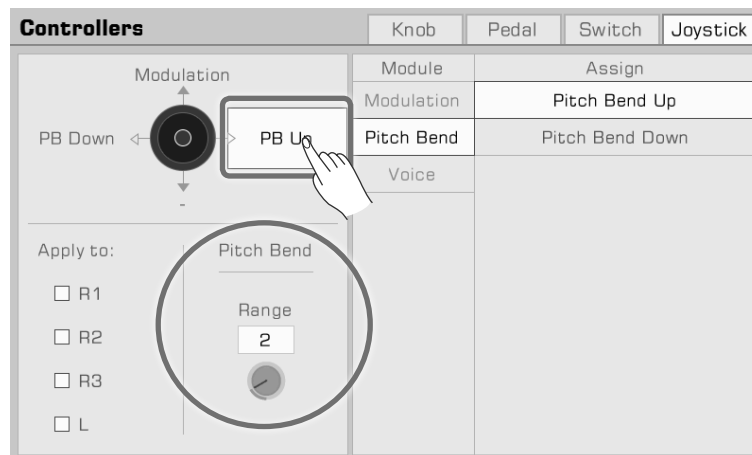 Controllers
Knob
Pedal
Switch
Joystick
Modulation
PB Down
PB Up
-
Apply to:
R1
R2
R3
L
Pitch Bend
Range
2
Module
Modulation
Pitch Bend
Voice
Assign
Pitch Bend Up
Pitch Bend Down